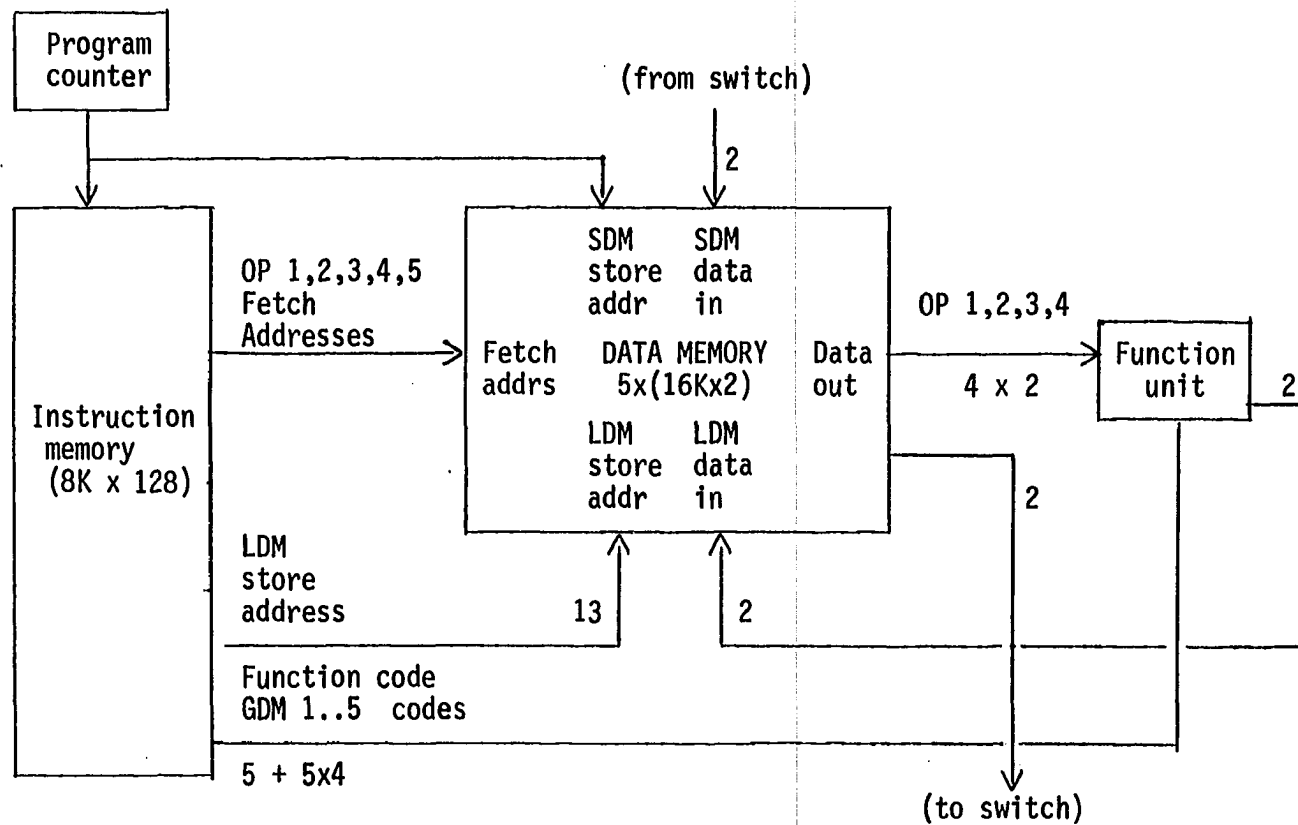 Program
counter
(from switch)
2
OP 1,2,3,4,5
Fetch
Addresses
SDM
store
addr
SDM
data
in
Fetch
addrs
DATA MEMORY
5x(16Kx2)
Data
out
LDM
store
addr
LDM
data
in
OP 1,2,3,4
4 x 2
Function
unit
2
Instruction
memory
(8K x 128)
2
LDM
store
address
13
2
Function code
GDM 1..5 codes
5 + 5x4
(to switch)